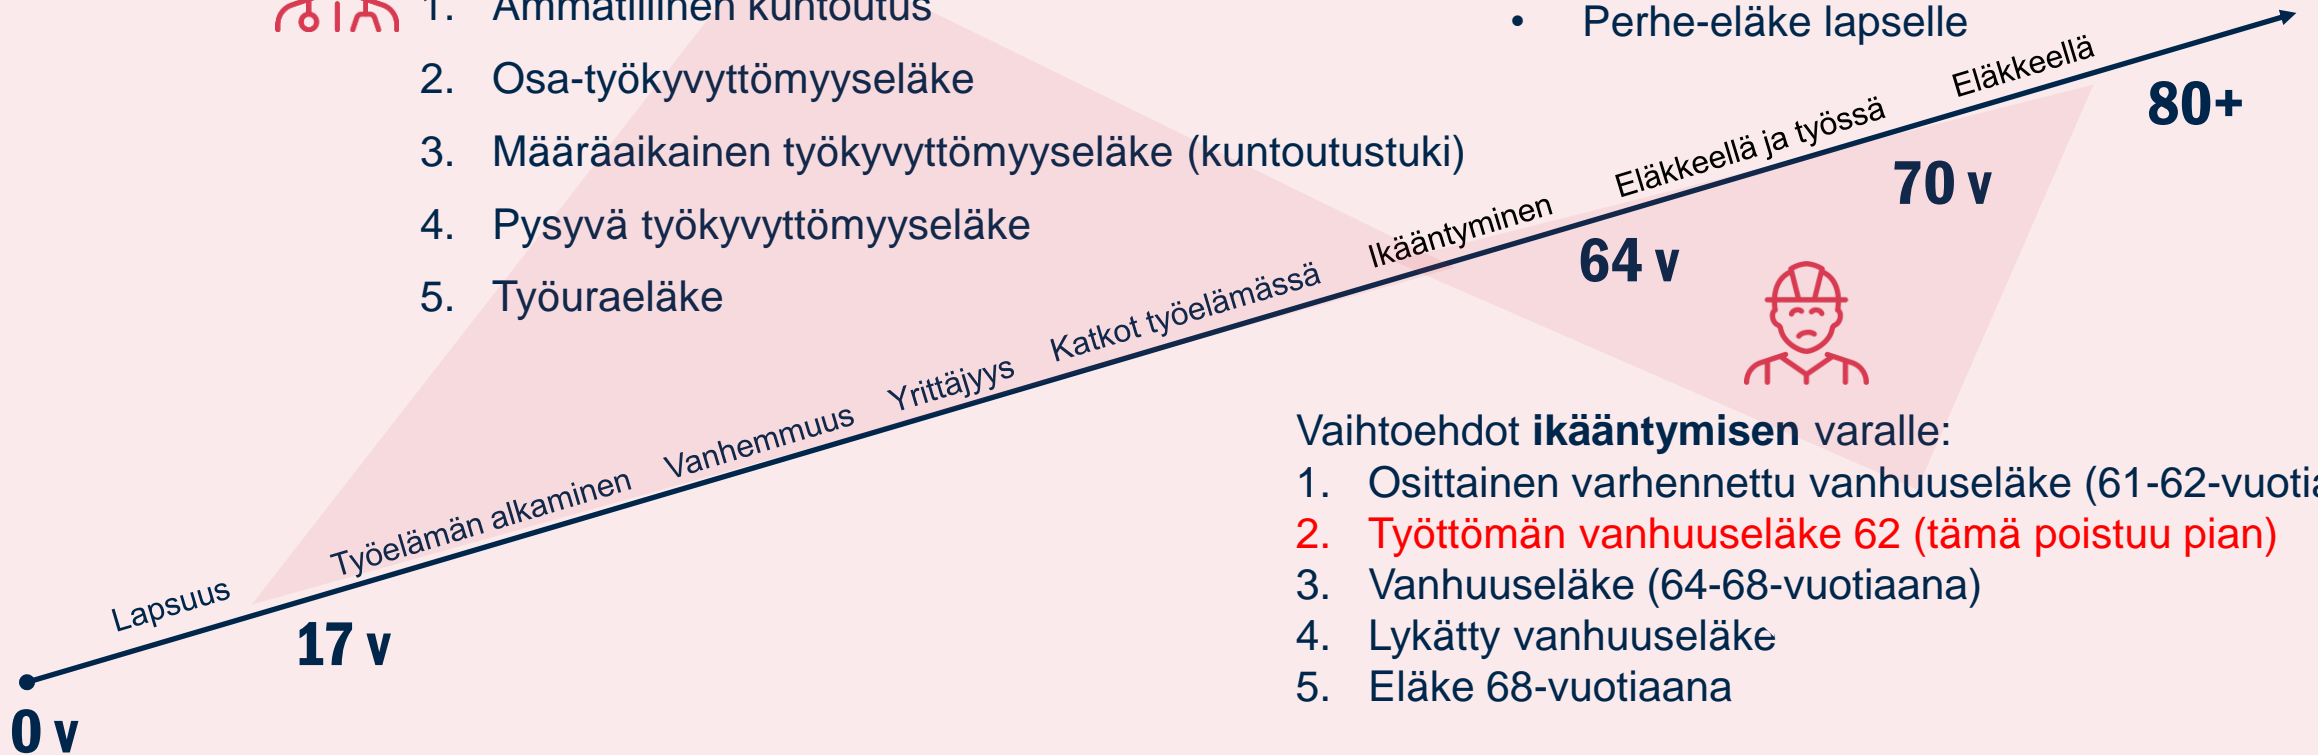 1. Ammatillinen kuntoutus
2. Osa-työkyvyttömyyseläke
3. Määräaikainen työkyvyttömyyseläke (kuntoutustuki)
4. Pysyvä työkyvyttömyyseläke
5. Työuraeläke
• Perhe-eläke lapselle
Lapsuus
Työelämän alkaminen
Vanhemmuus
Yrittäjyys
Katkot työelämässä
Ikääntyminen
Eläkkeellä ja työssä
Eläkkeellä
0 v
17 v
64 v
70 v
80+
Vaihtoehdot ikääntymisen varalle:
1. Osittainen varhennettu vanhuuseläke (61-62-vuotia
2. Työttömän vanhuuseläke 62 (tämä poistuu pian)
3. Vanhuuseläke (64-68-vuotiaana)
4. Lykätty vanhuuseläke
5. Eläke 68-vuotiaana